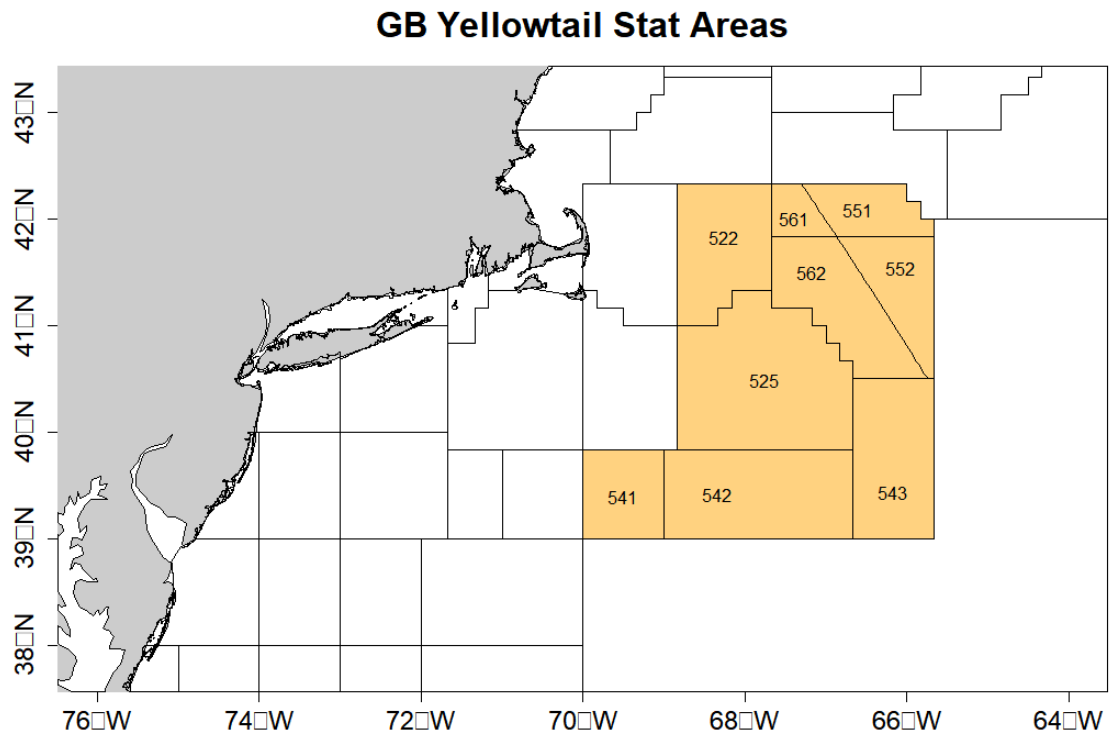 GB Yellowtail Stat Areas
43□N
42□N
41□N
40□N
39□N
38□N
561
551
522
562
552
525
541
542
543
76□W
74□W
72□W
70□W
68□W
66□W
64□W